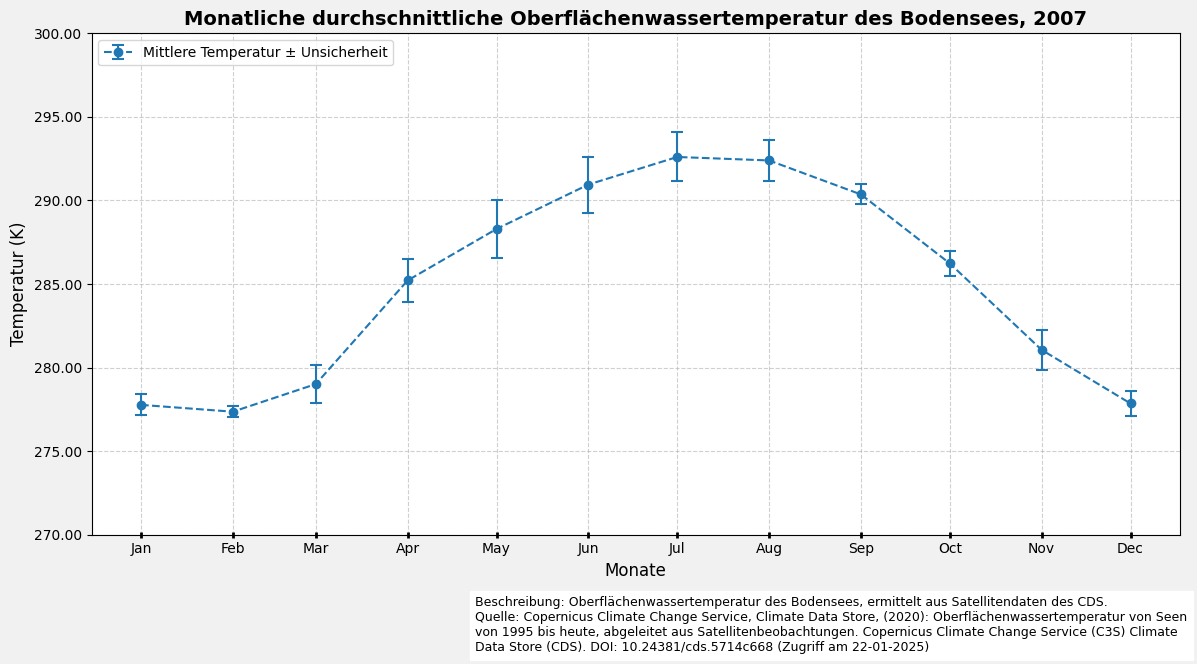 Monatliche durchschnittliche Oberflächenwassertemperatur des Bodensees, 2007
Mittlere Temperatur ± Unsicherheit
Temperatur (K)
300.00
295.00
290.00
285.00
280.00
275.00
270.00
Jan Feb Mar Apr May Jun Jul Aug Sep Oct Nov Dec
Monate
Beschreibung: Oberflächenwassertemperatur des Bodensees, ermittelt aus Satellitendaten des CDS.
Quelle: Copernicus Climate Change Service, Climate Data Store, (2020): Oberflächenwassertemperatur von Seen
von 1995 bis heute, abgeleitet aus Satellitenbeobachtungen. Copernicus Climate Change Service (C3S) Climate
Data Store (CDS). DOI: 10.24381/cds.5714c668 (Zugriff am 22-01-2025)